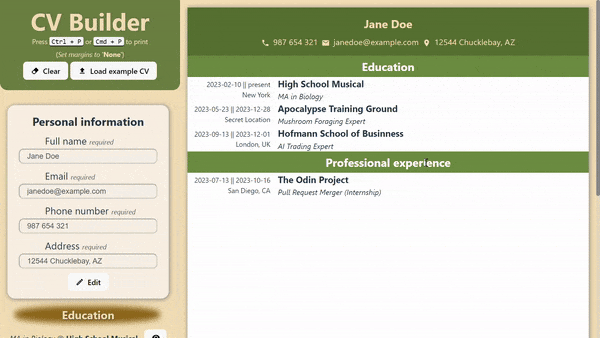 CV Builder
Press Ctrl + P or Cmd + P to print
(Set margins to 'None')
Clear
Load example CV
Personal information
Full name required
Jane Doe
Email required
janedoe@example.com
Phone number required
987 654 321
Address required
12544 Chucklebay, AZ
Edit
Education
MA in Biology @ High School Musical
Jane Doe
987 654 321 janedoe@example.com 12544 Chucklebay, AZ
Education
2023-02-10 || present High School Musical
New York MA in Biology
2023-05-23 || 2023-12-28 Apocalypse Training Ground
Secret Location Mushroom Foraging Expert
2023-09-13 || 2023-12-01 Hofmann School of Businness
London, UK AI Trading Expert
Professional experience
2023-07-13 || 2023-10-16 The Odin Project
San Diego, CA Pull Request Merger (Internship)